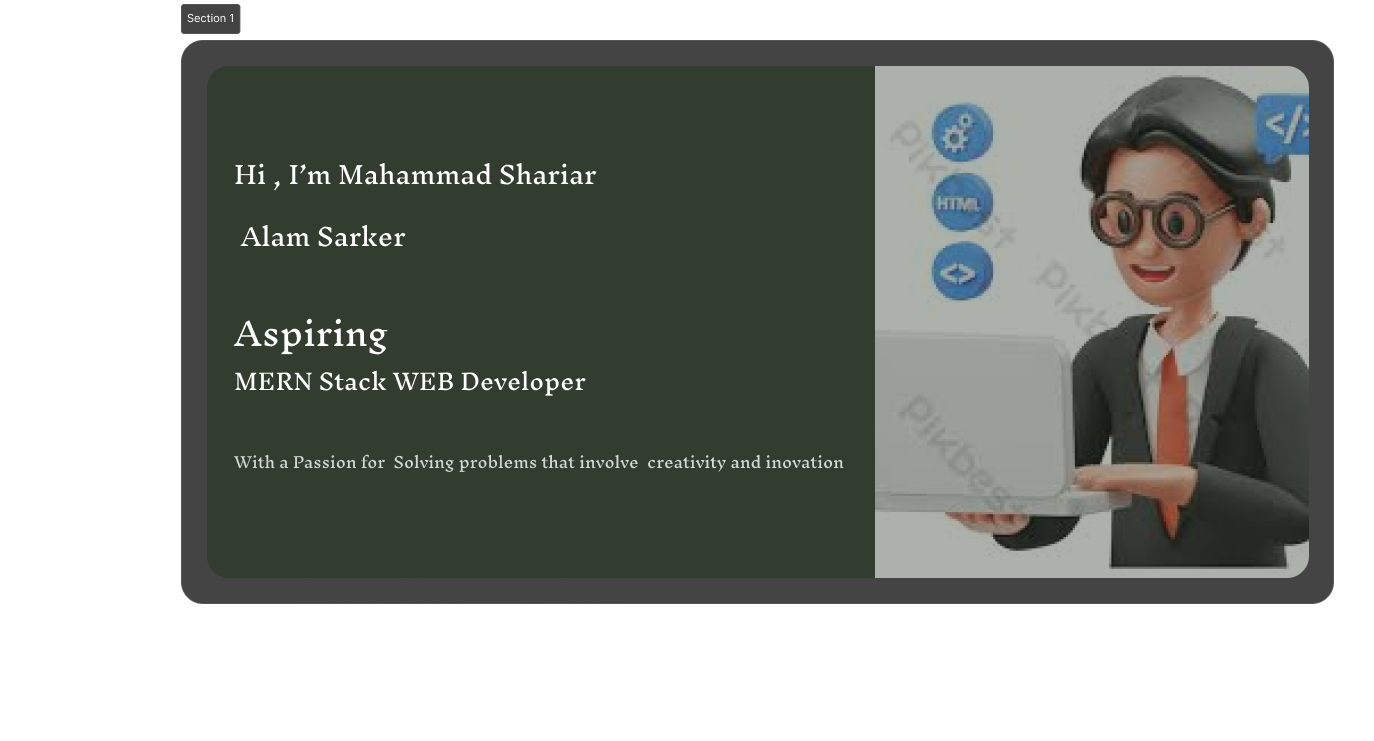 Section 1
Hi , I’m Mahammad Shariar
Alam Sarker
Aspiring
MERN Stack WEB Developer
With a Passion for Solving problems that involve creativity and inovation
HTML
</>
<>
Pikbest
Pikbest
Pikbest